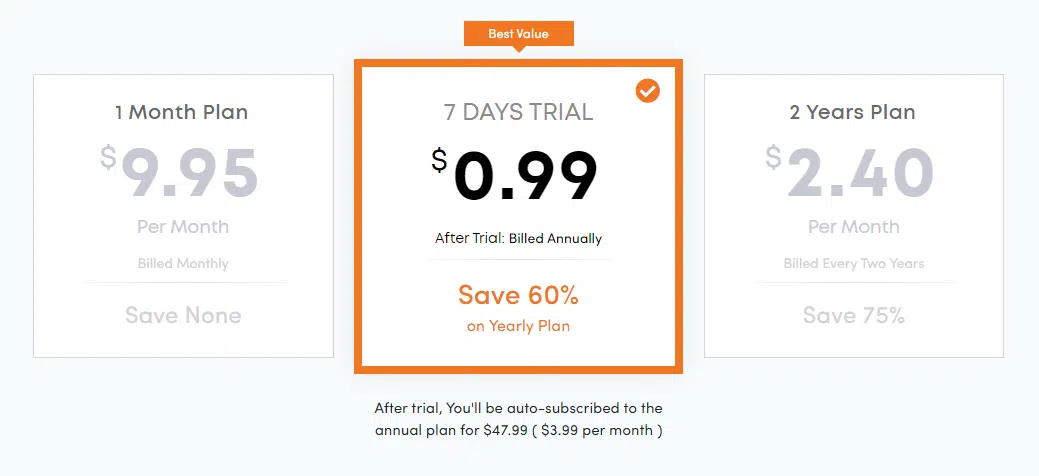 Best Value
1 Month Plan
$9.95
Per Month
Billed Monthly
Save None
7 DAYS TRIAL
$0.99
After Trial: Billed Annually
Save 60%
on Yearly Plan
2 Years Plan
$2.40
Per Month
Billed Every Two Years
Save 75%
After trial, You'll be auto-subscribed to the
annual plan for $47.99 ( $3.99 per month )